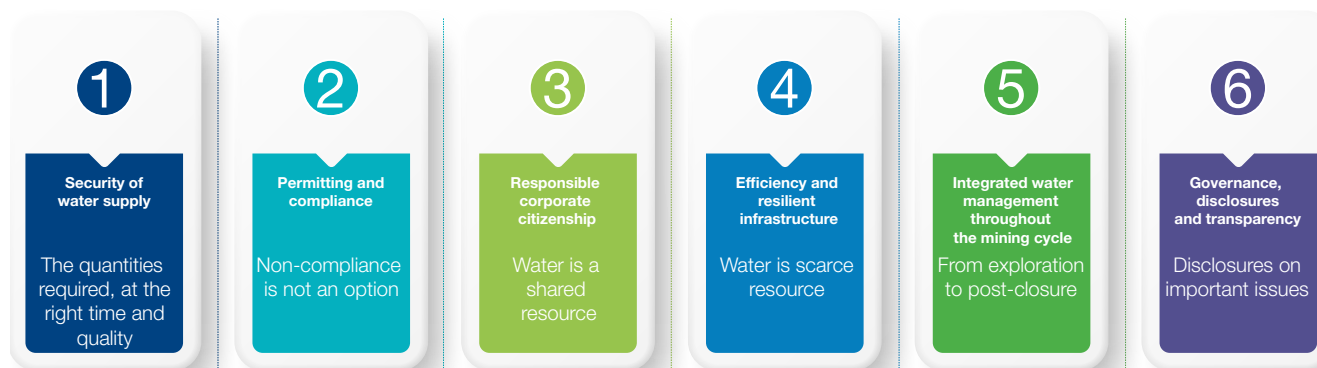 1
Security of
water supply
The quantities
required, at the
right time and
quality
2
Permitting and
compliance
Non-compliance
is not an option
3
Responsible
corporate
citizenship
Water is a
shared
resource
4
Efficiency and
resilient
infrastructure
Water is scarce
resource
5
Integrated water
management
throughout
the mining cycle
From exploration
to post-closure
6
Governance,
disclosures
and transparency
Disclosures on
important issues